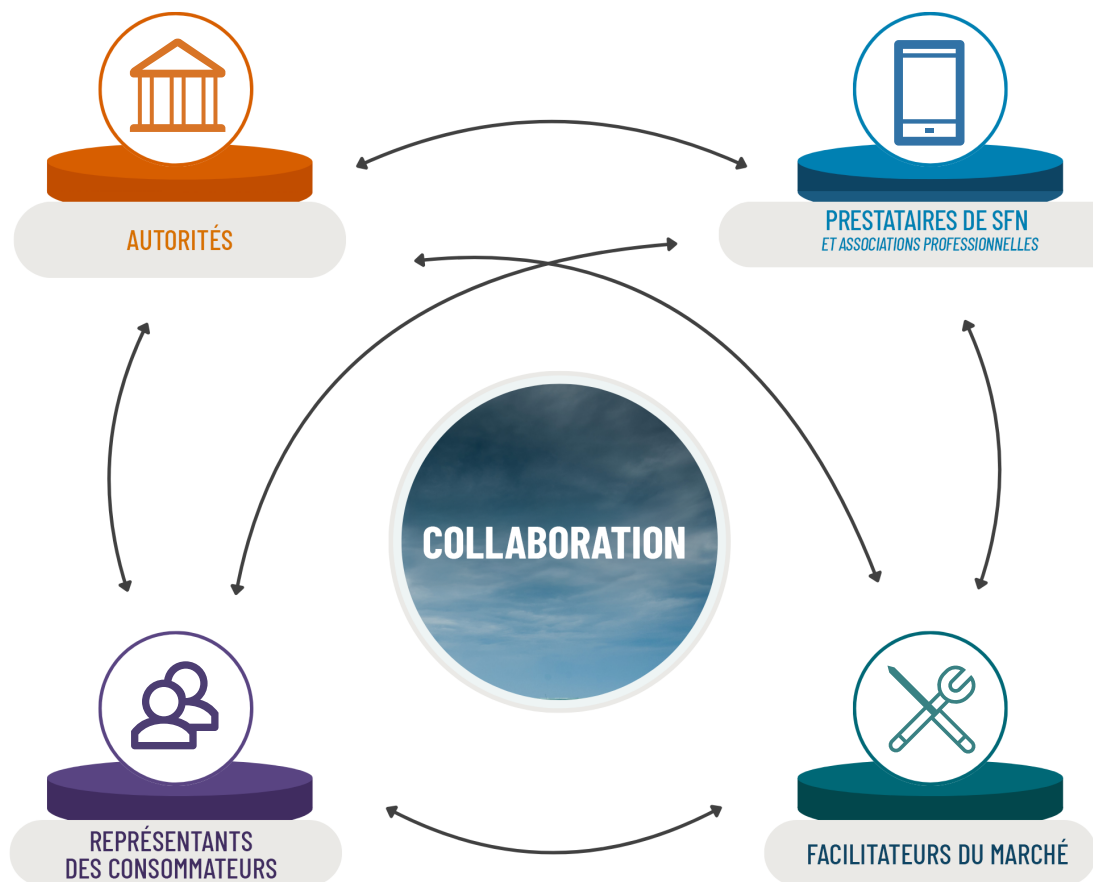 AUTORITÉS
PRESTATAIRES DE SFN
ET ASSOCIATIONS PROFESSIONNELLES
COLLABORATION
REPRÉSENTANTS
DES CONSOMMATEURS
FACILITATEURS DU MARCHÉ